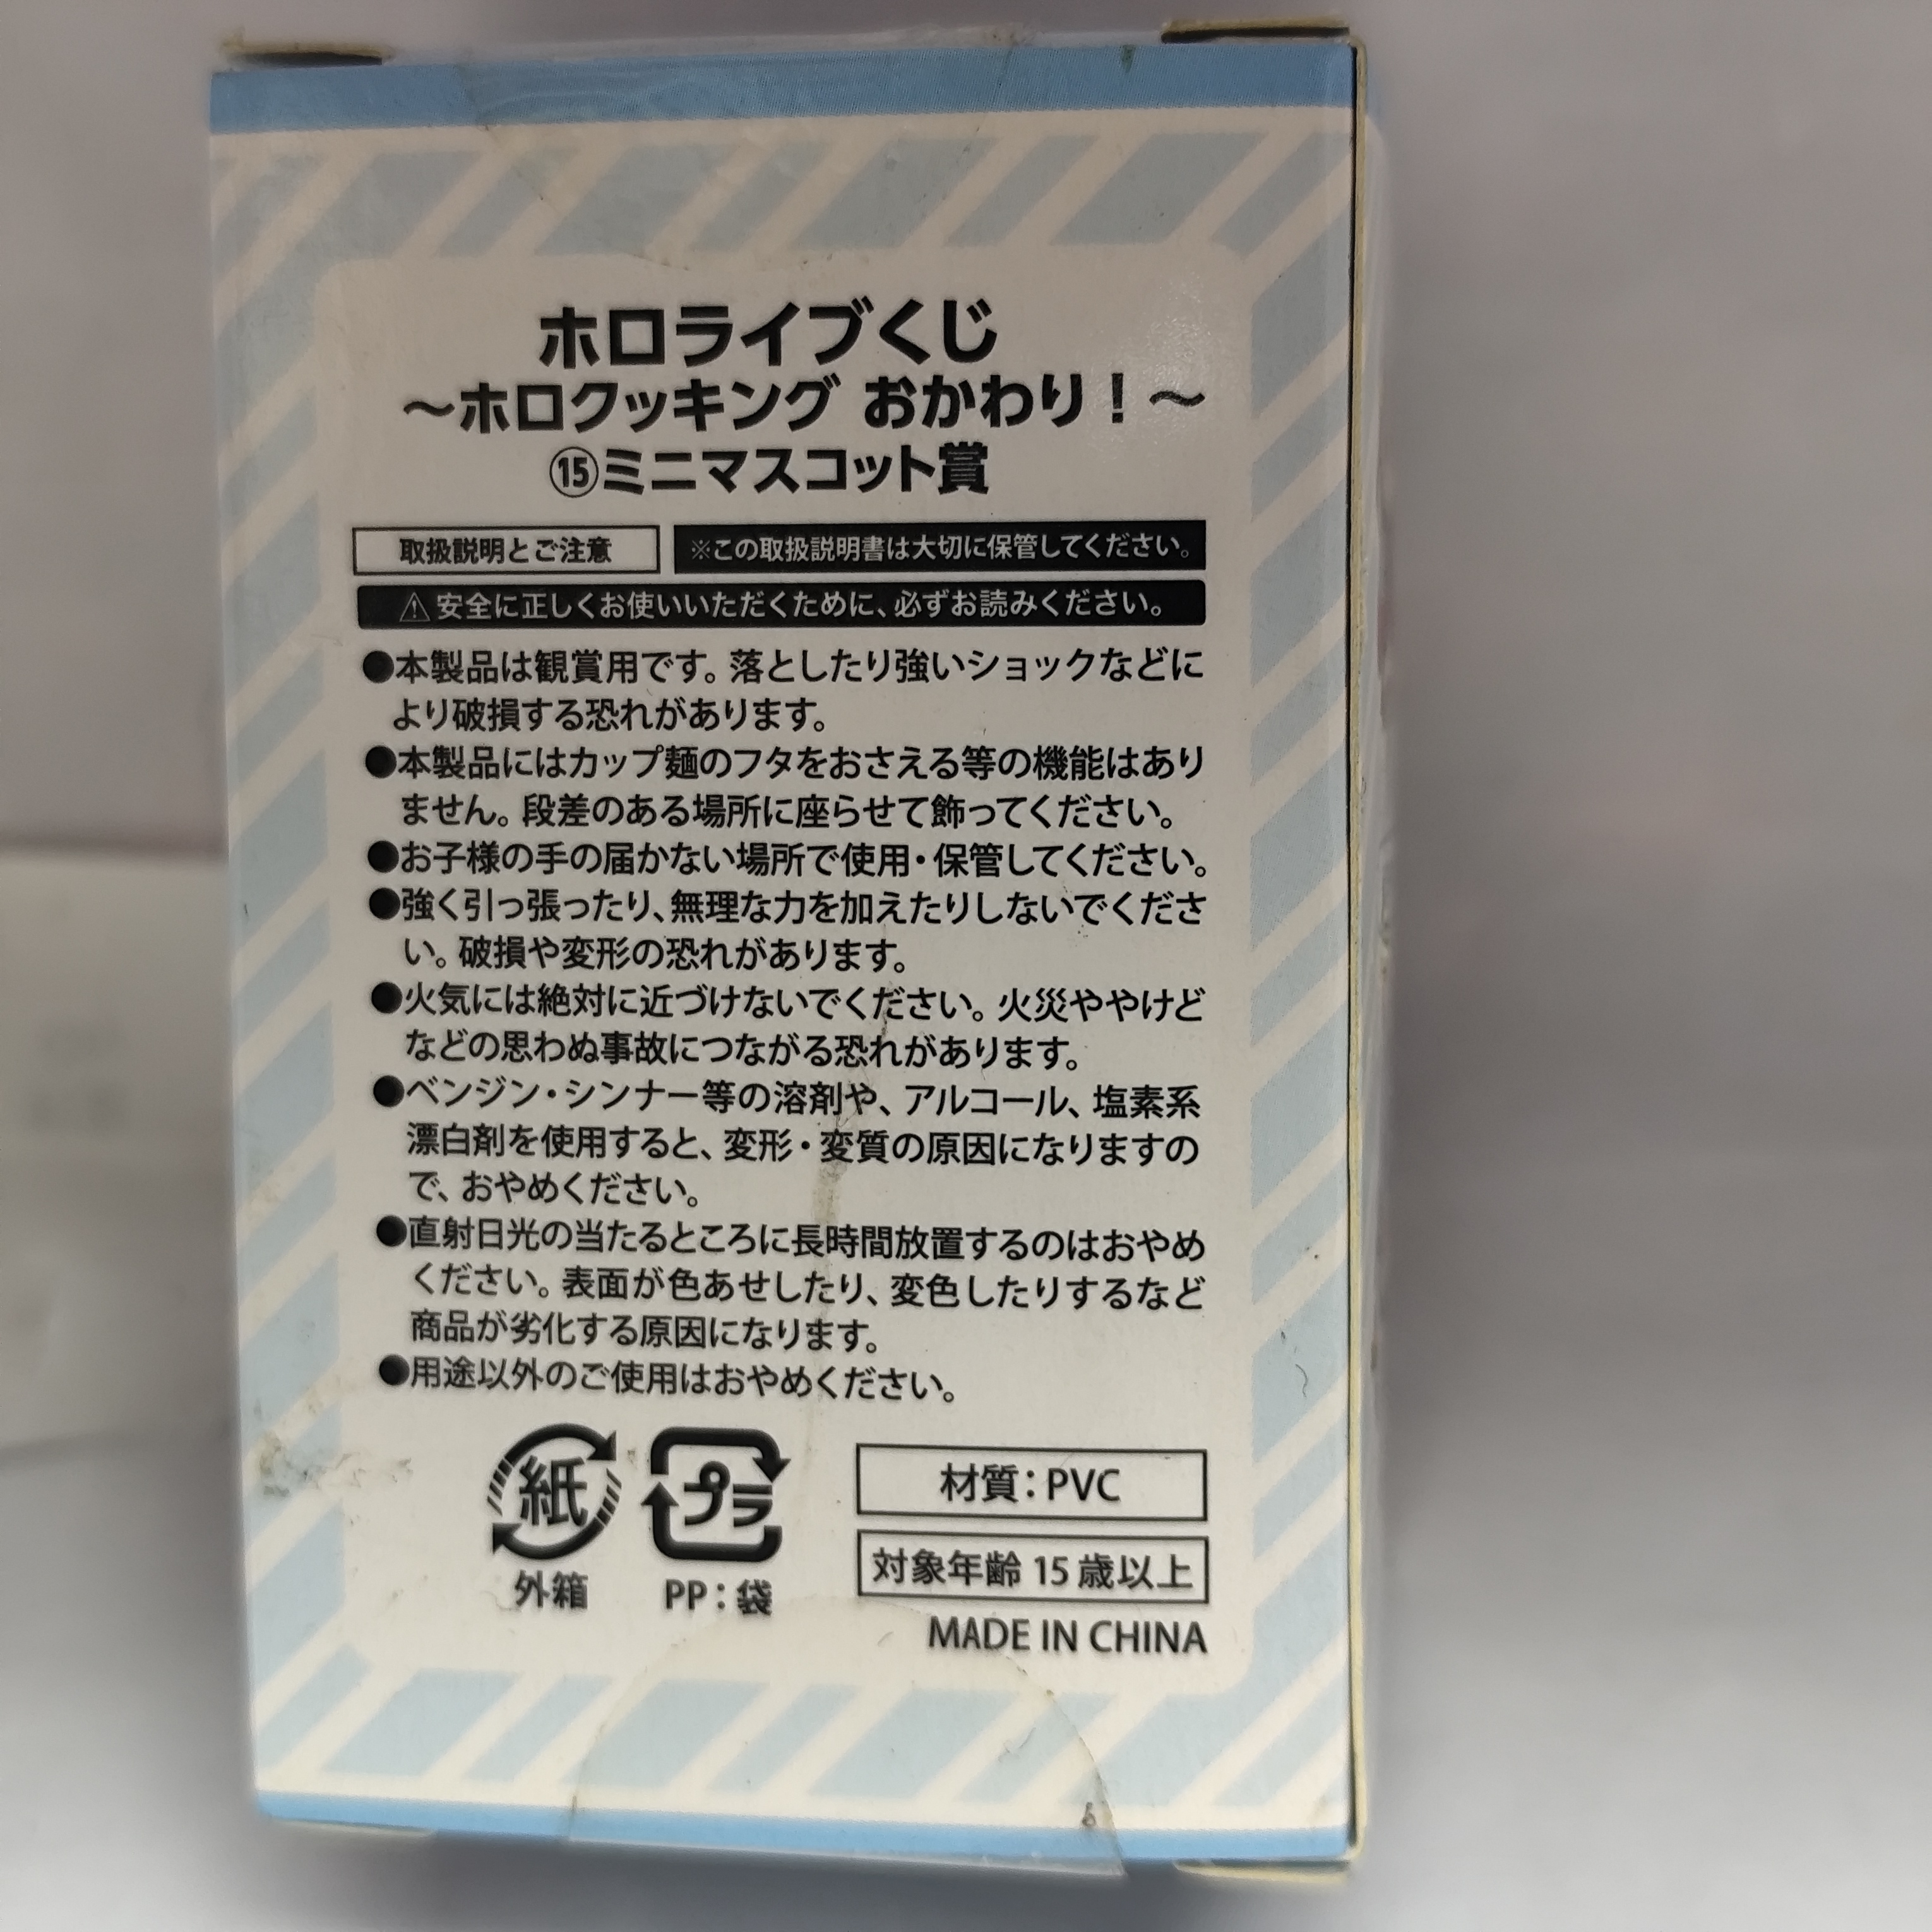 ホロライブくじ
～ホロクッキング おかわり！～
⑮ミニマスコット賞
取扱説明とご注意
※この取扱説明書は大切に保管してください。
⚠安全に正しくお使いいただくために、必ずお読みください。
●本製品は観賞用です。落としたり強いショックなどに
より破損する恐れがあります。
●本製品にはカップ麺のフタをおさえる等の機能はあり
ません。段差のある場所に座らせて飾ってください。
●お子様の手の届かない場所で使用・保管してください。
●強く引っ張ったり、無理な力を加えたりしないでくださ
い。破損や変形の恐れがあります。
●火気には絶対に近づけないでください。火災ややけど
などの思わぬ事故につながる恐れがあります。
●ベンジン・シンナー等の溶剤や、アルコール、塩素系
漂白剤を使用すると、変形・変質の原因になりますの
で、おやめください。
●直射日光の当たるところに長時間放置するのはおやめ
ください。表面が色あせしたり、変色したりするなど
商品が劣化する原因になります。
●用途以外のご使用はおやめください。
紙
外箱
プラ
PP：袋
材質：PVC
対象年齢 15 歳以上
MADE IN CHINA